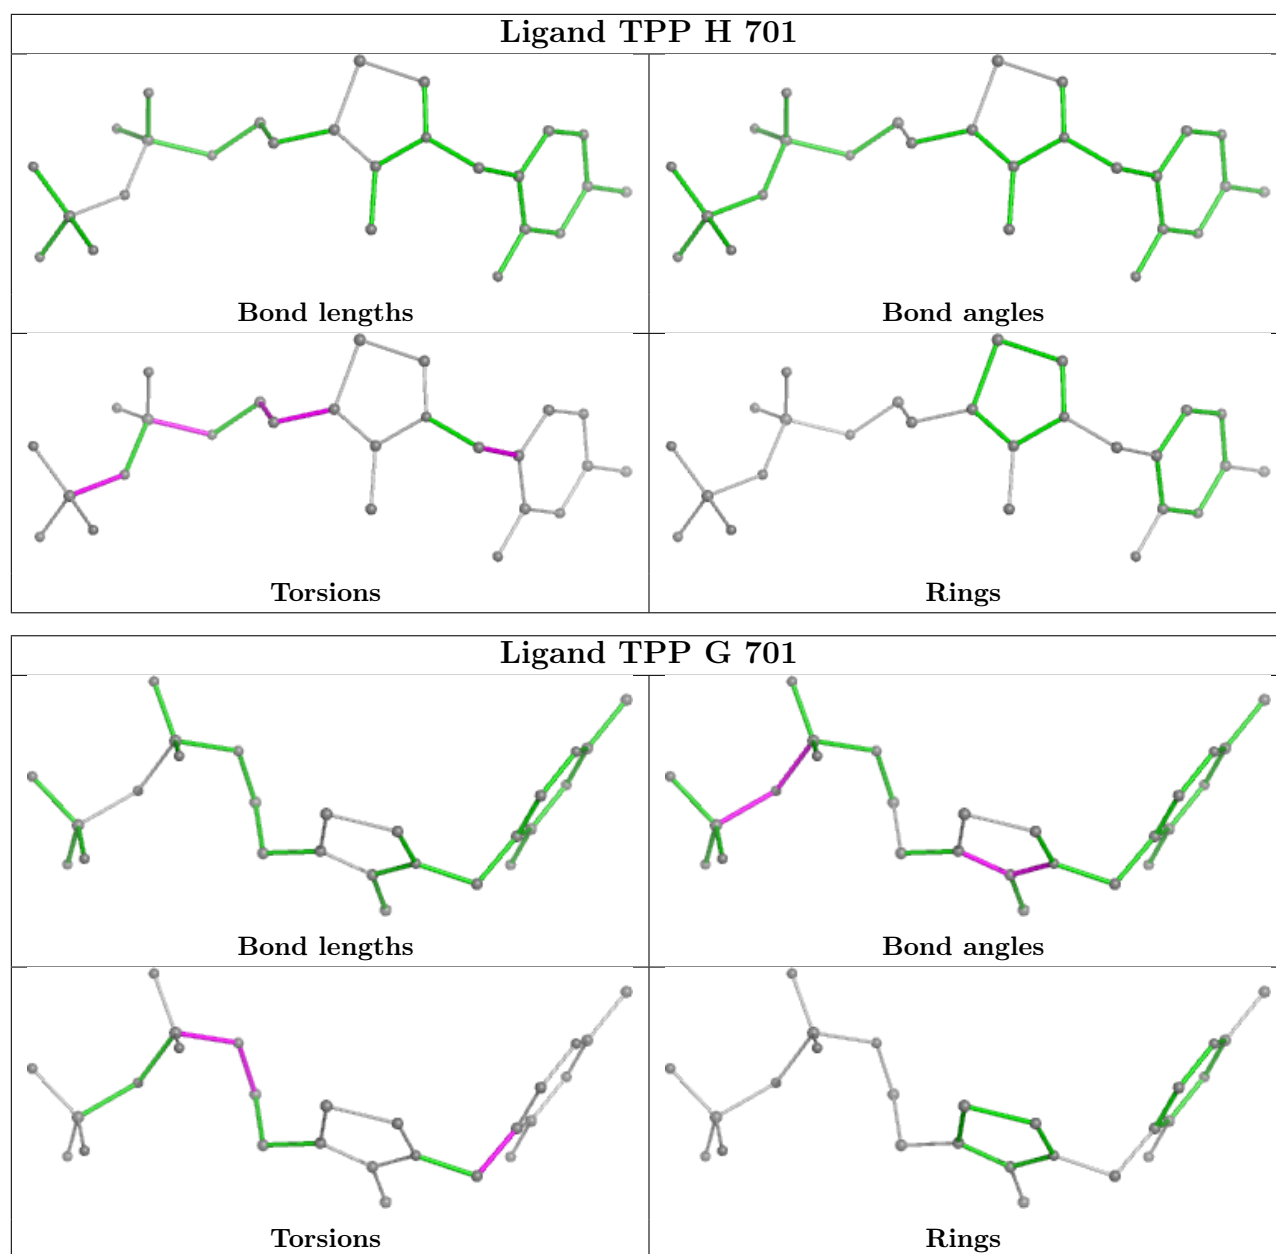 Ligand TPP H 701
Bond lengths
Bond angles
Torsions
Rings
Ligand TPP G 701
Bond lengths
Bond angles
Torsions
Rings